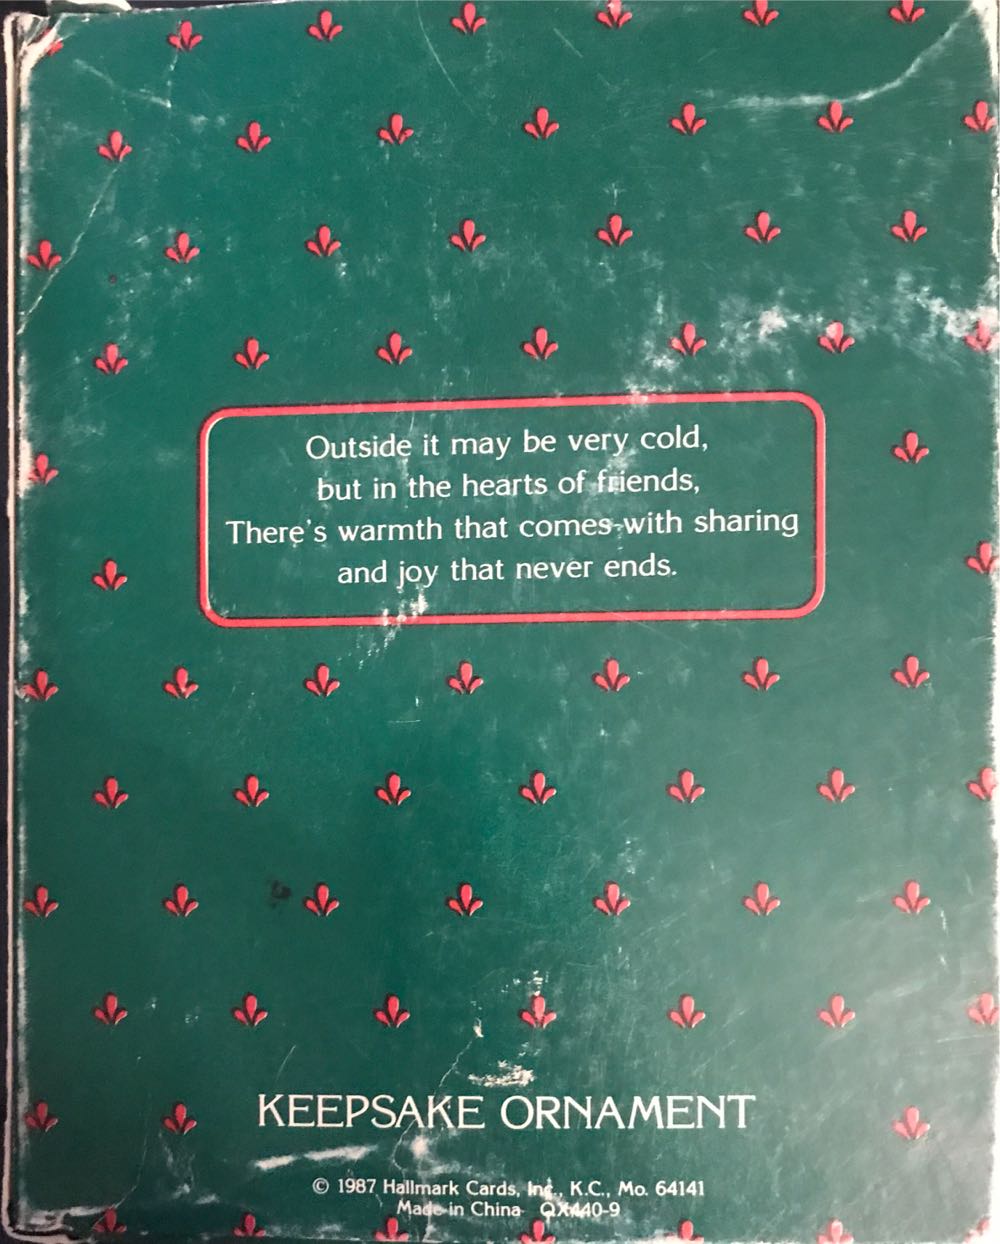 Outside it may be very cold,
but in the hearts of friends,
There's warmth that comes with sharing
and joy that never ends.
KEEPSAKE ORNAMENT
© 1987 Hallmark Cards, Inc., K.C., Mo. 64141
Made in China QX440-9